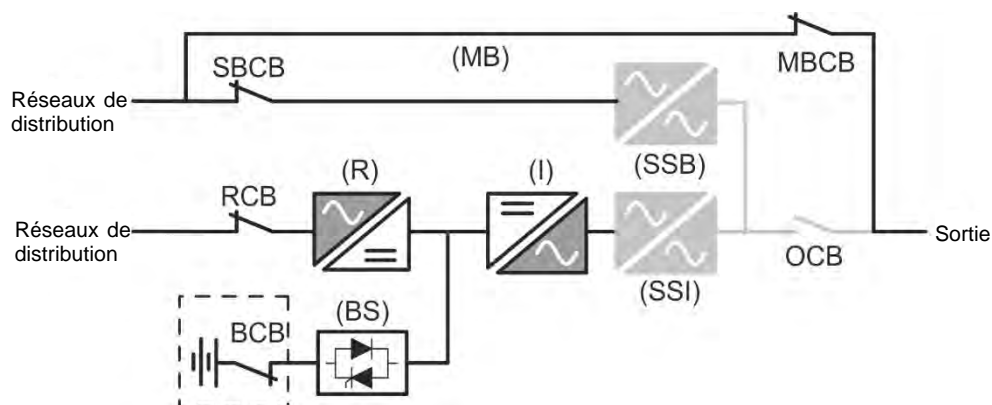 (MB)
MBCB
SBCB
Réseaux de
distribution
(SSB)
(R)
(I)
RCB
Réseaux de
distribution
Sortie
OCB
(SSI)
(BS)
BCB